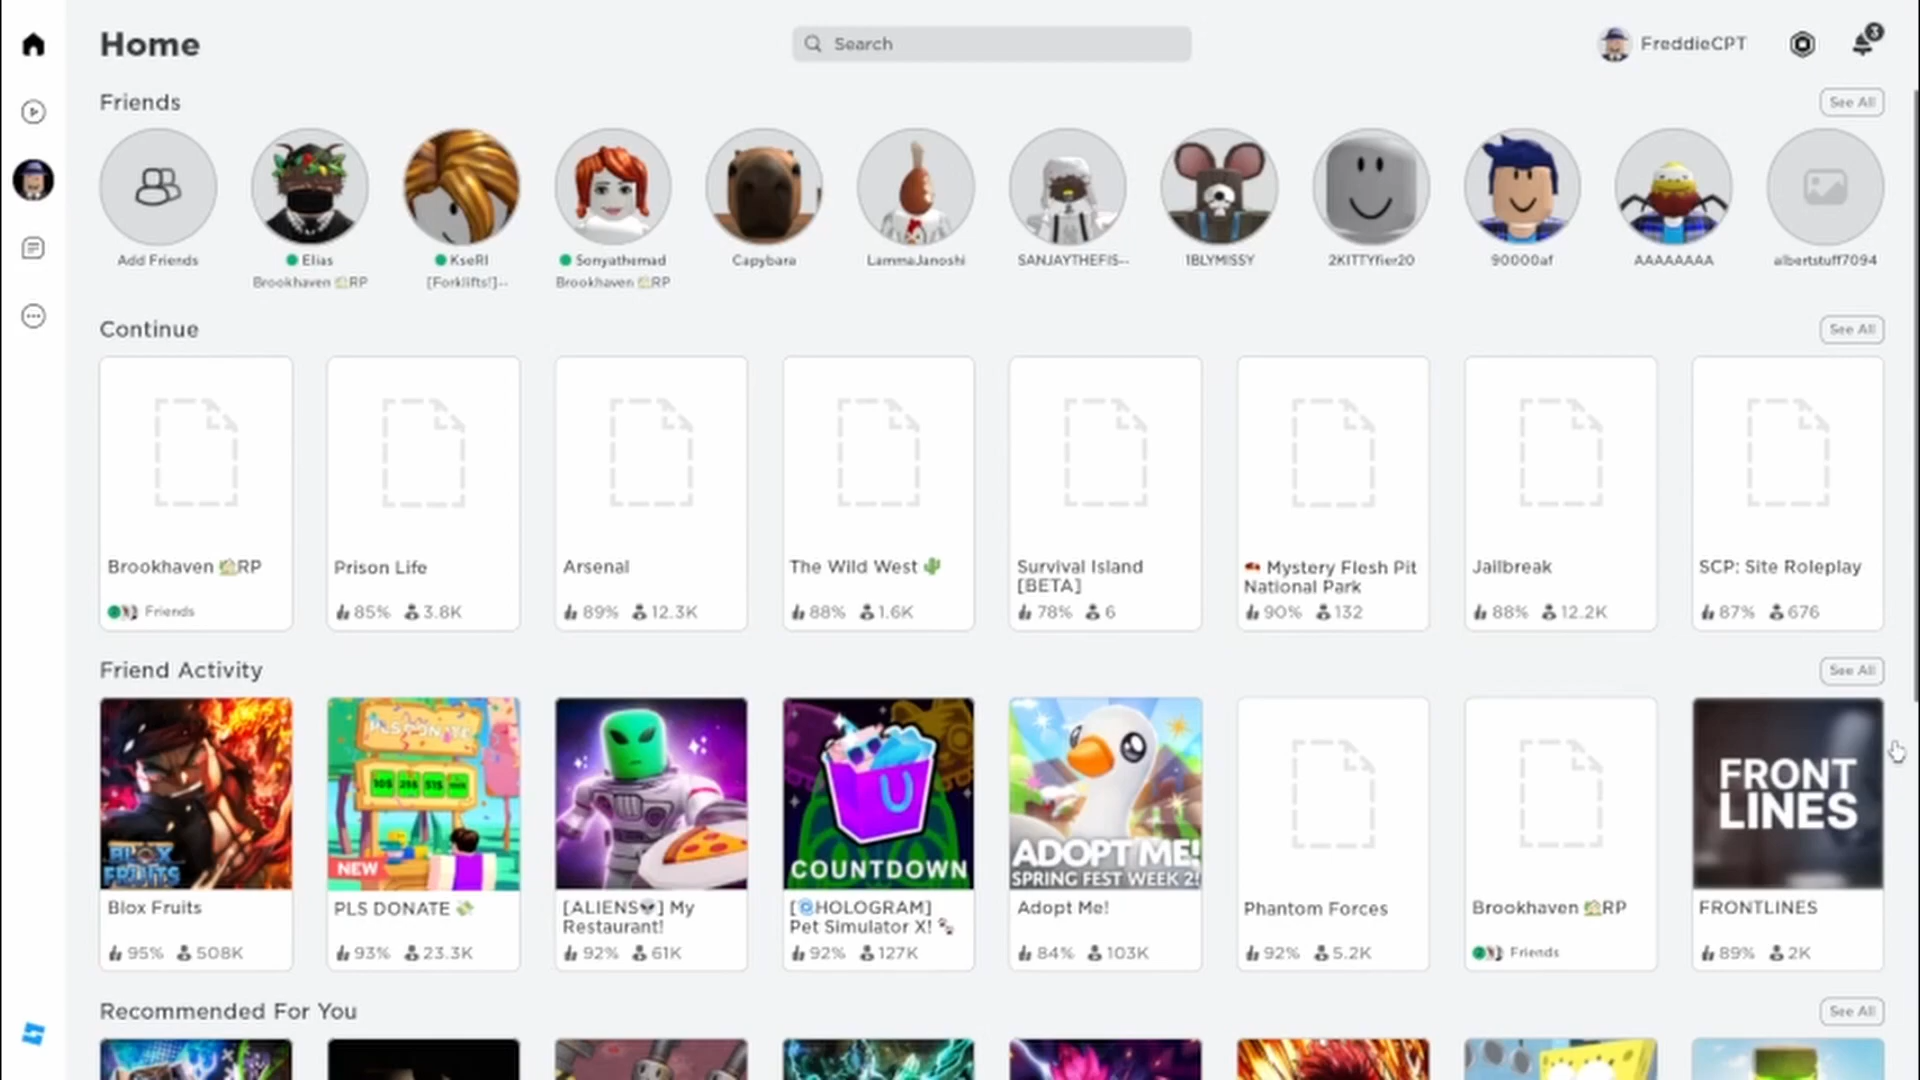 Home
Search
FreddieCPT
3
Friends
See All
Add Friends
Elias
Brookhaven 🏡RP
KseRI
[Forklifts!]--
Sonyathemad
Brookhaven 🏡RP
Capybara
LammaJanoshi
SANJAYTHEFIS--
1BLYMISSY
2KITTYfier20
90000af
AAAAAAAA
albertstuff7094
Continue
See All
Brookhaven 🏡RP
Friends
Prison Life
85% 3.8K
Arsenal
89% 12.3K
The Wild West 🌵
88% 1.6K
Survival Island
[BETA]
78% 6
Mystery Flesh Pit
National Park
90% 132
Jailbreak
88% 12.2K
SCP: Site Roleplay
87% 676
Friend Activity
See All
BLOX
FRUITS
Blox Fruits
95% 508K
PLS DONATE
NEW
PLS DONATE 💸
93% 23.3K
[ALIENS👽] My
Restaurant!
92% 61K
COUNTDOWN
[🌀HOLOGRAM]
Pet Simulator X! 🐾
92% 127K
ADOPT ME!
SPRING FEST WEEK 2!
Adopt Me!
84% 103K
Phantom Forces
92% 5.2K
Brookhaven 🏡RP
Friends
FRONT
LINES
FRONTLINES
89% 2K
Recommended For You
See All